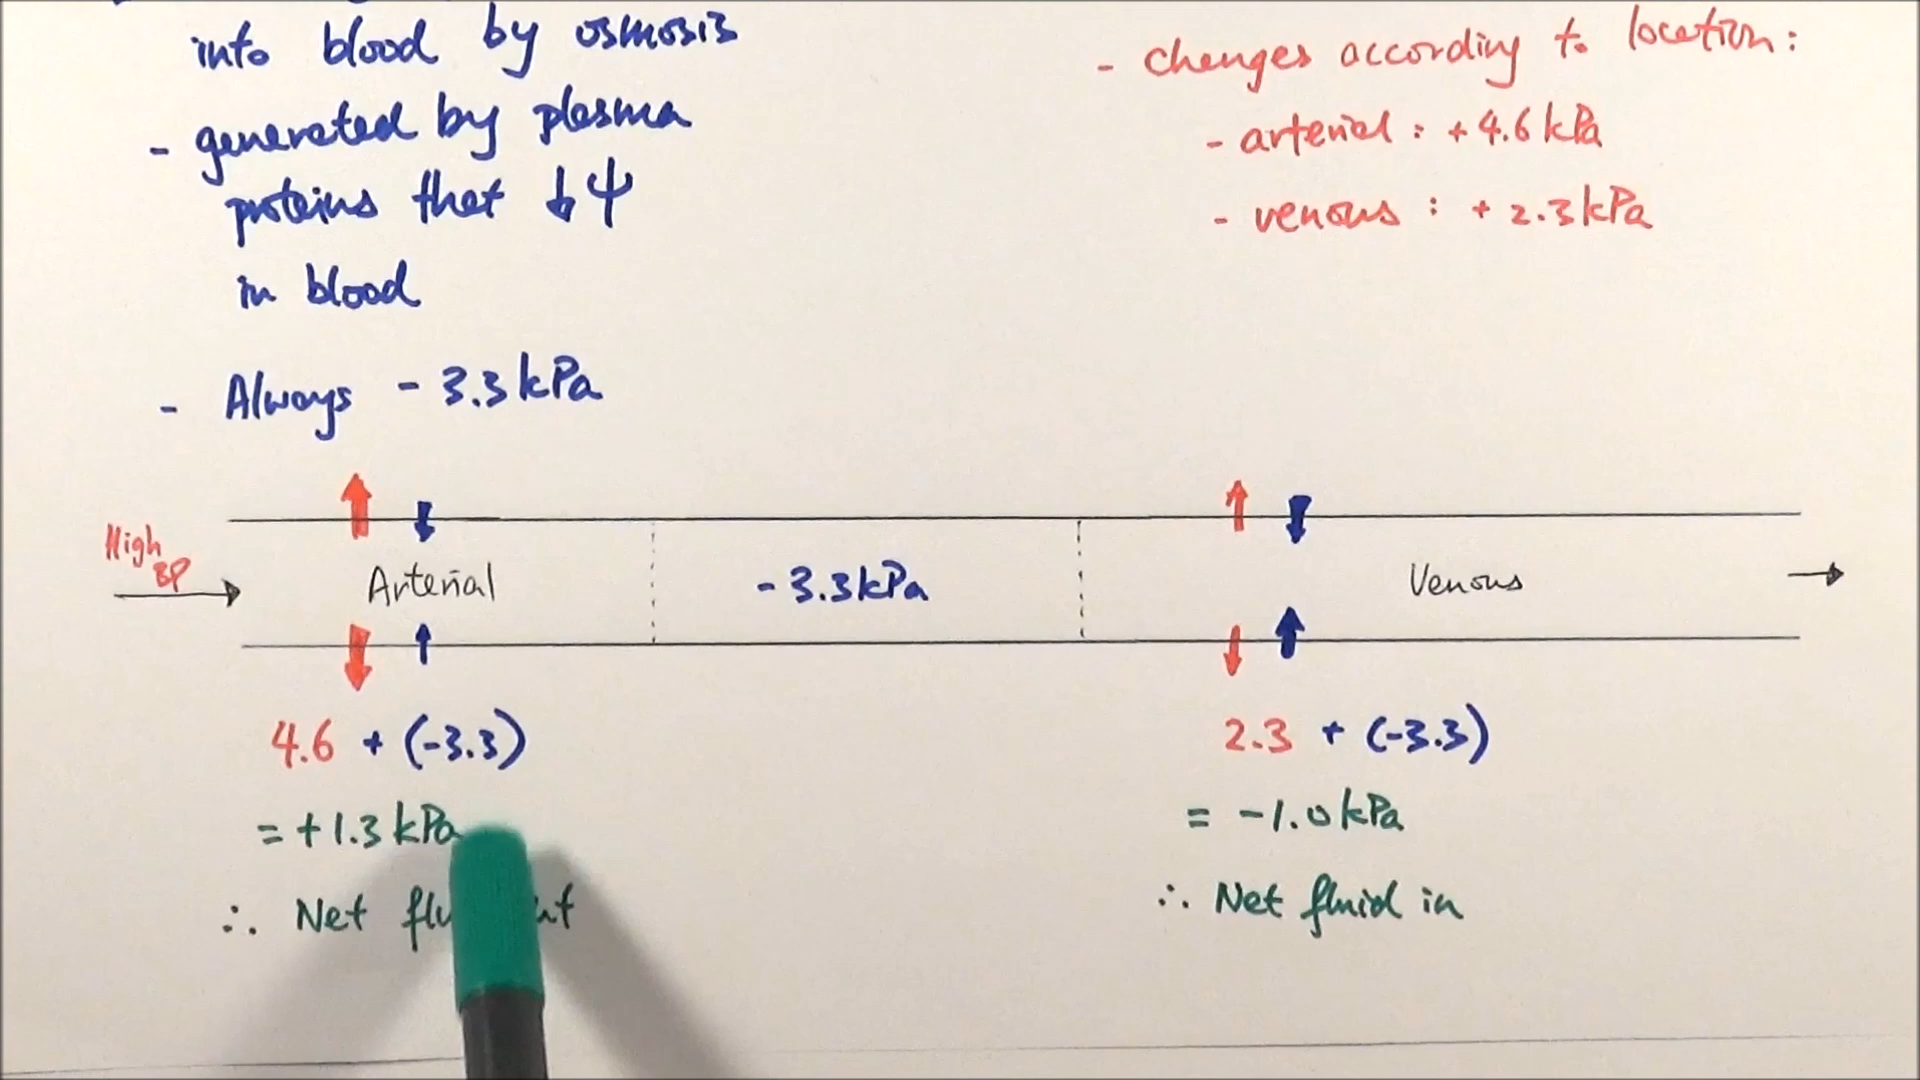 into blood by osmosis
- generated by plasma
proteins that ↓ψ
in blood
- Always - 3.3kPa
- changes according to location:
- arterial: +4.6kPa
- venous: +2.3kPa
High
BP
Arterial
-3.3kPa
Venous
4.6 + (-3.3)
= +1.3kPa
∴ Net
2.3 + (-3.3)
= -1.0kPa
∴ Net fluid in